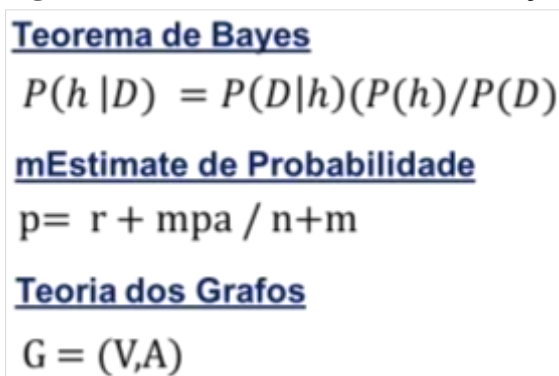 Teorema de Bayes
P(h |D) = P(D|h)(P(h)/P(D)
mEstimate de Probabilidade
p= r + mpa / n+m
Teoria dos Grafos
G = (V,A)